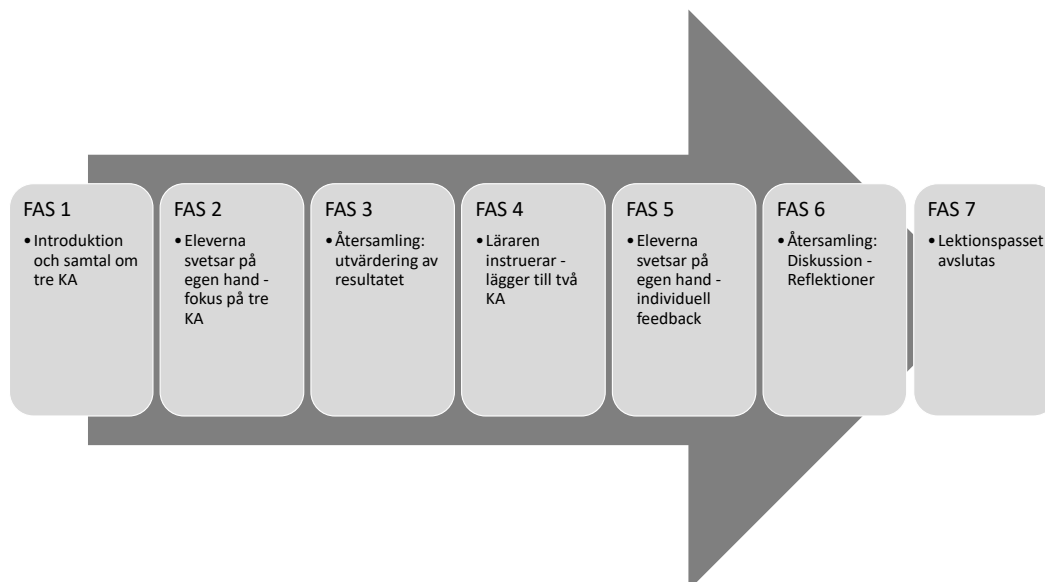 FAS 1
• Introduktion
och samtal om
tre KA
FAS 2
• Eleverna
svetsar på
egen hand -
fokus på tre
KA
FAS 3
• Återsamling:
utvärdering av
resultatet
FAS 4
• Läraren
instruerar -
lägger till två
KA
FAS 5
• Eleverna
svetsar på
egen hand -
individuell
feedback
FAS 6
• Återsamling:
Diskussion -
Reflektioner
FAS 7
• Lektionspasset
avslutas